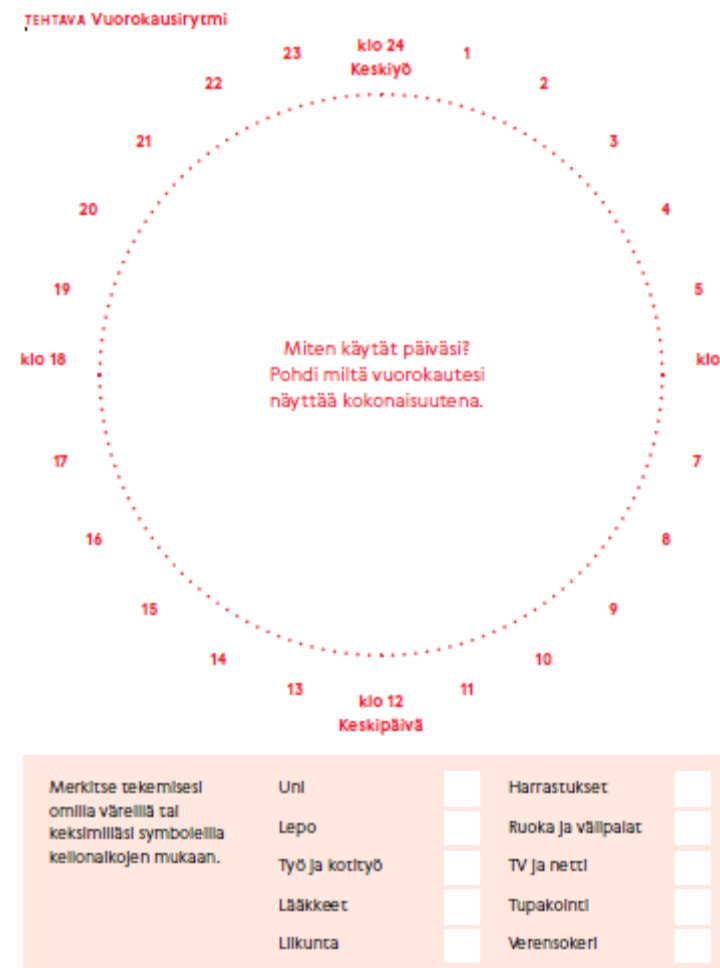 TEHTAVA Vuorokausirytmi
klo 24
Keskiyö
1
2
3
4
5
klo
7
8
9
10
11
klo 12
Keskipäivä
13
14
15
16
17
klo 18
19
20
21
22
23
Miten käytät päiväsi?
Pohdi miltä vuorokautesi
näyttää kokonaisuutena.
Merkitse tekemisesi
omilla väreillä tai
keksimilläsi symboleilla
kellonaikojen mukaan.
Uni
Lepo
Työ ja kotityö
Lääkkeet
Liikunta
Harrastukset
Ruoka ja välipalat
TV ja netti
Tupakointi
Verensokeri